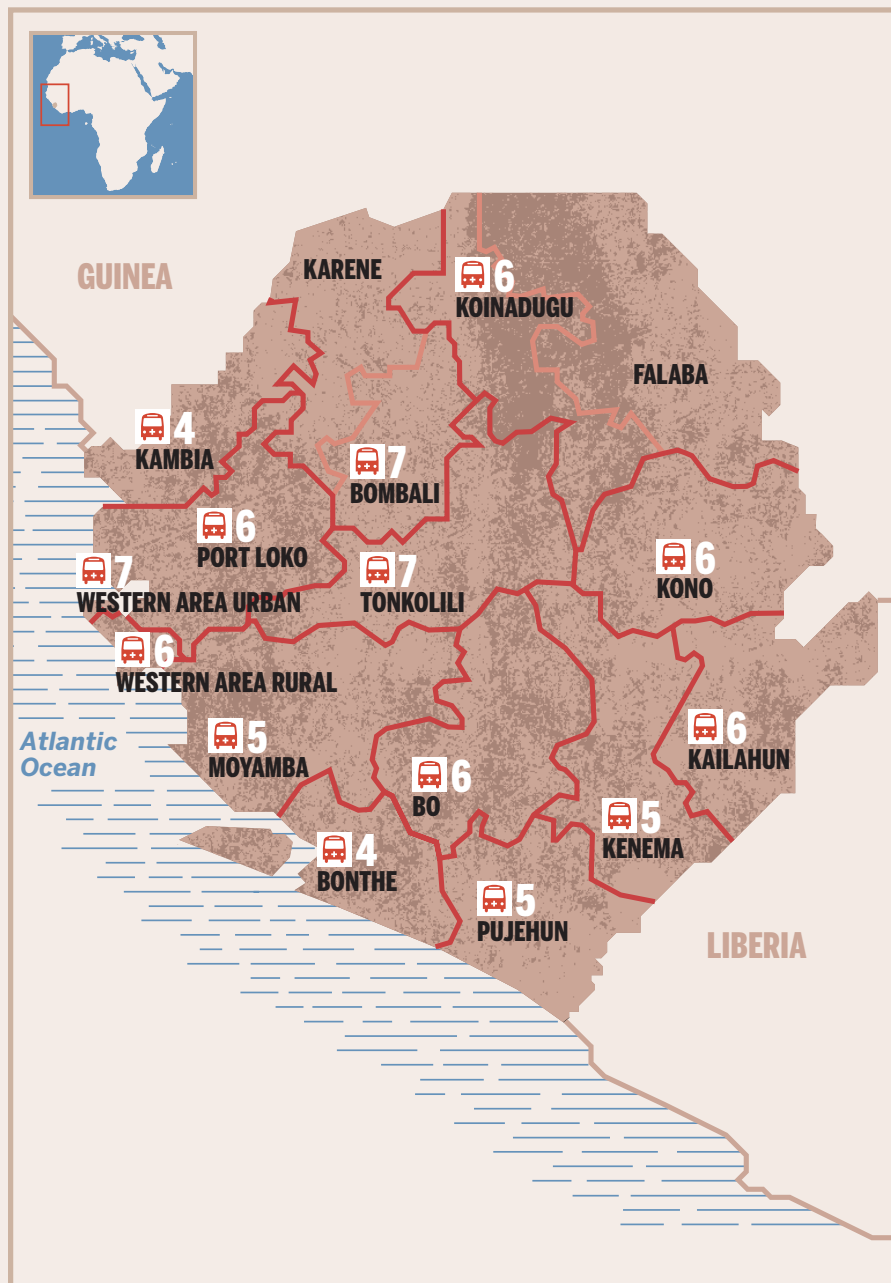 GUINEA
KARENE
6
KOINADUGU
FALABA
4
KAMBIA
7
BOMBALI
6
PORT LOKO
7
WESTERN AREA URBAN
7
TONKOLILI
6
KONO
6
WESTERN AREA RURAL
Atlantic
Ocean
5
MOYAMBA
6
KAILAHUN
6
BO
5
KENEMA
4
BONTHE
5
PUJEHUN
LIBERIA